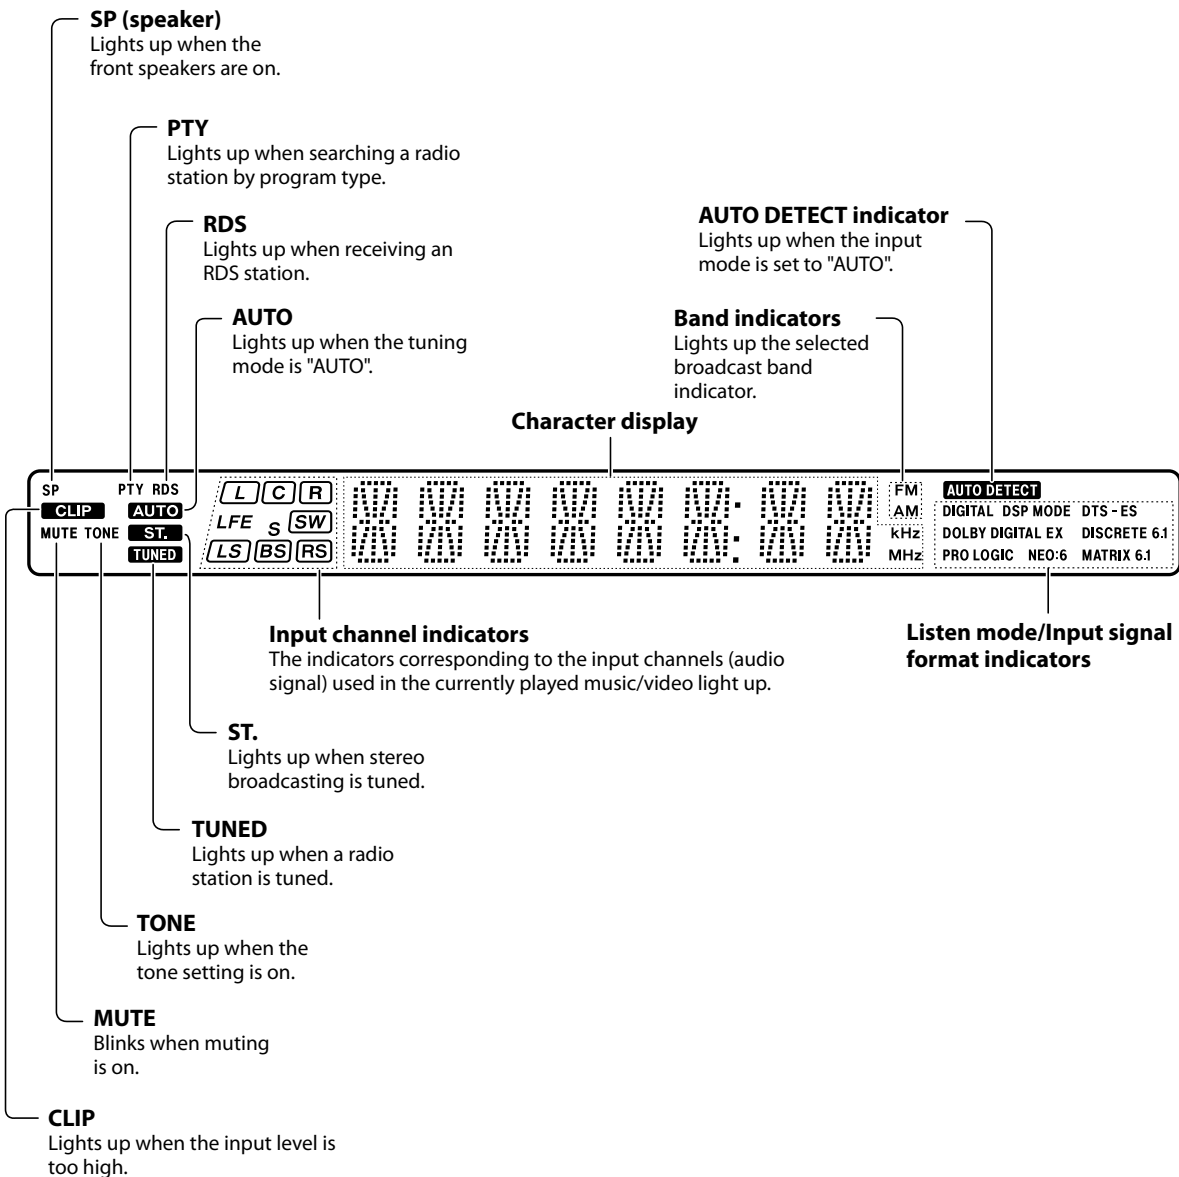 SP (speaker)
Lights up when the
front speakers are on.
PTY
Lights up when searching a radio
station by program type.
RDS
Lights up when receiving an
RDS station.
AUTO
Lights up when the tuning
mode is "AUTO".
AUTO DETECT indicator
Lights up when the input
mode is set to "AUTO".
Band indicators
Lights up the selected
broadcast band
indicator.
Character display
SP PTY RDS L C R FM AUTO DETECT
CLIP AUTO LFE S SW AM DIGITAL DSP MODE DTS-ES
MUTE TONE ST. kHz DOLBY DIGITAL EX DISCRETE 6.1
TUNED LS BS RS MHz PRO LOGIC NEO:6 MATRIX 6.1
Input channel indicators
The indicators corresponding to the input channels (audio
signal) used in the currently played music/video light up.
Listen mode/Input signal
format indicators
ST.
Lights up when stereo
broadcasting is tuned.
TUNED
Lights up when a radio
station is tuned.
TONE
Lights up when the
tone setting is on.
MUTE
Blinks when muting
is on.
CLIP
Lights up when the input level is
too high.